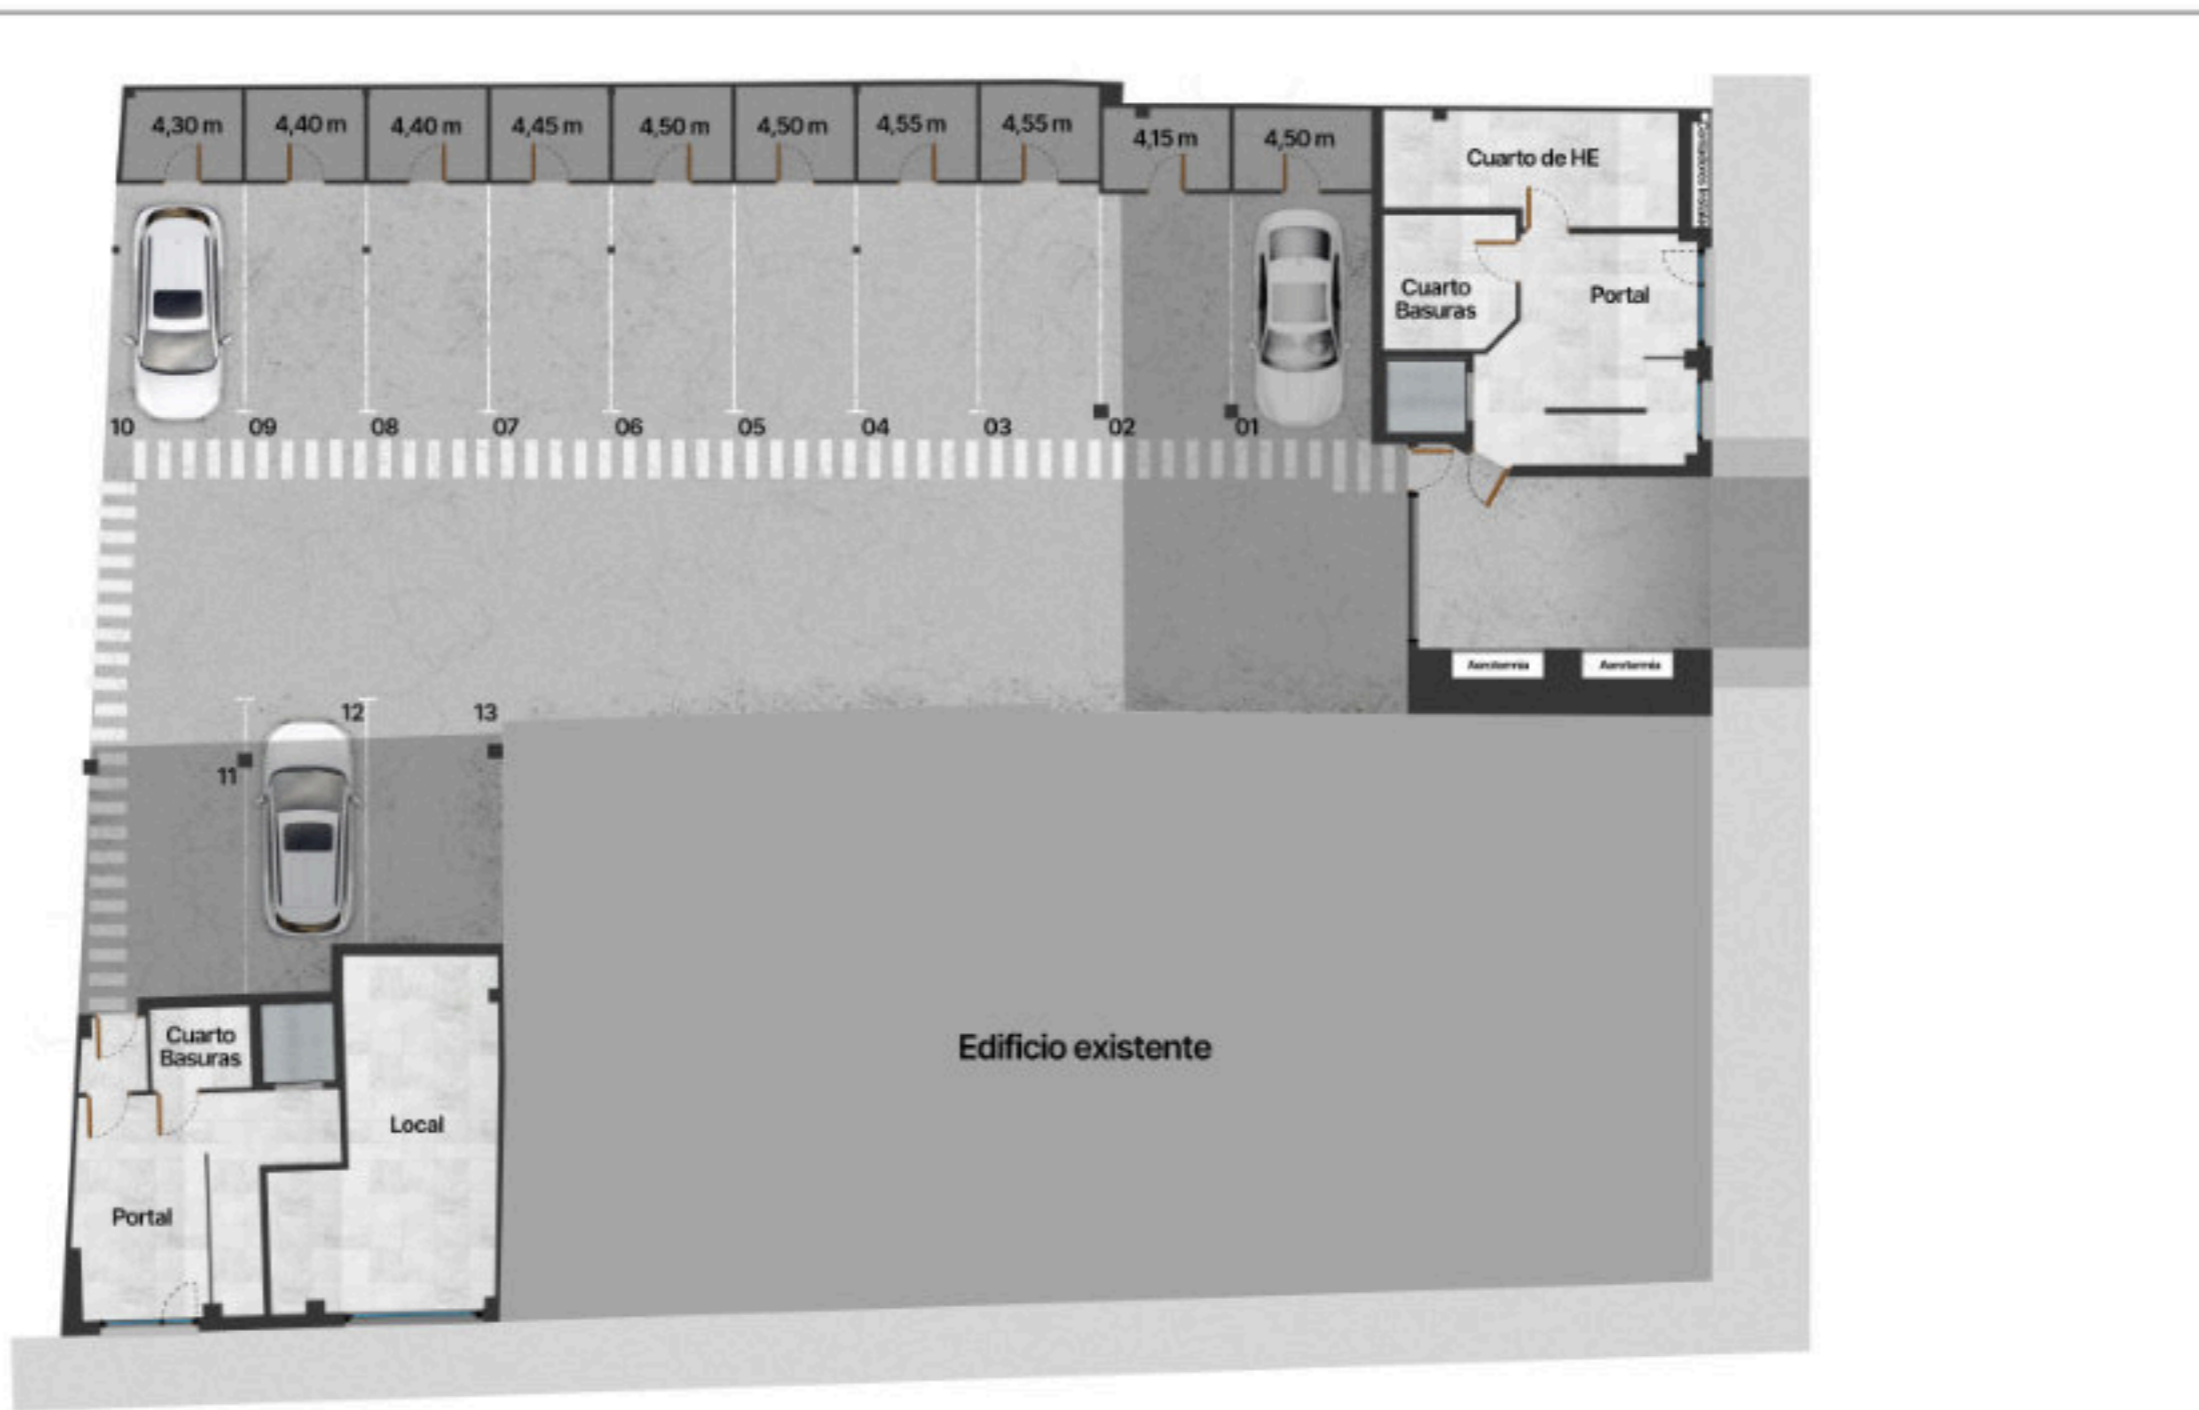 4,30 m
4,40 m
4,40 m
4,45 m
4,50 m
4,50 m
4,55 m
4,55 m
4,15 m
4,50 m
Cuarto de HE
Cuarto
Basuras
Portal
10
09
08
07
06
05
04
03
02
01
Aerotermia
Aerotermia
12
13
11
Cuarto
Basuras
Local
Portal
Edificio existente